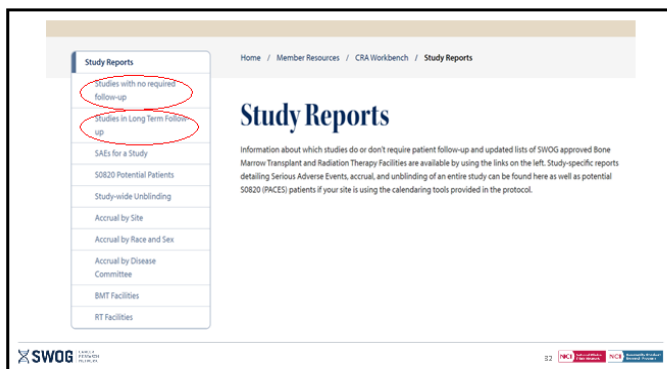 Study Reports
Studies with no required
follow-up
Studies in Long Term Follow-
up
SAEs for a Study
S0820 Potential Patients
Study-wide Unblinding
Accrual by Site
Accrual by Race and Sex
Accrual by Disease
Committee
BMT Facilities
RT Facilities
Home / Member Resources / CRA Workbench / Study Reports
Study Reports
Information about which studies do or don't require patient follow-up and updated lists of SWOG approved Bone
Marrow Transplant and Radiation Therapy Facilities are available by using the links on the left. Study-specific reports
detailing Serious Adverse Events, accrual, and unblinding of an entire study can be found here as well as potential
S0820 (PACES) patients if your site is using the calendaring tools provided in the protocol.
SWOG
32
NCI
NCI